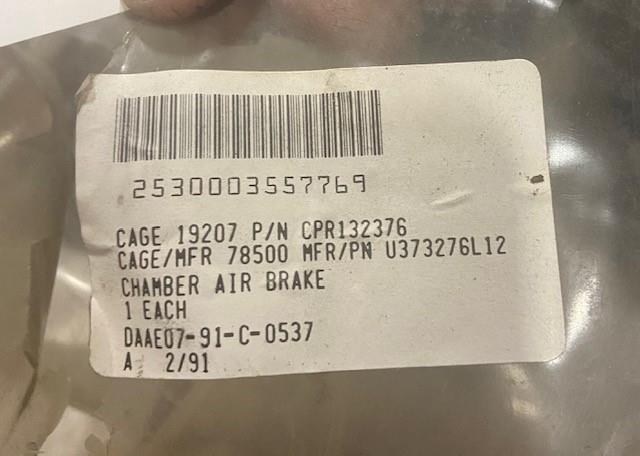 2530003557769
CAGE 19207 P/N CPR132376
CAGE/MFR 78500 MFR/PN U373276L12
CHAMBER AIR BRAKE
1 EACH
DAAE07-91-C-0537
A 2/91